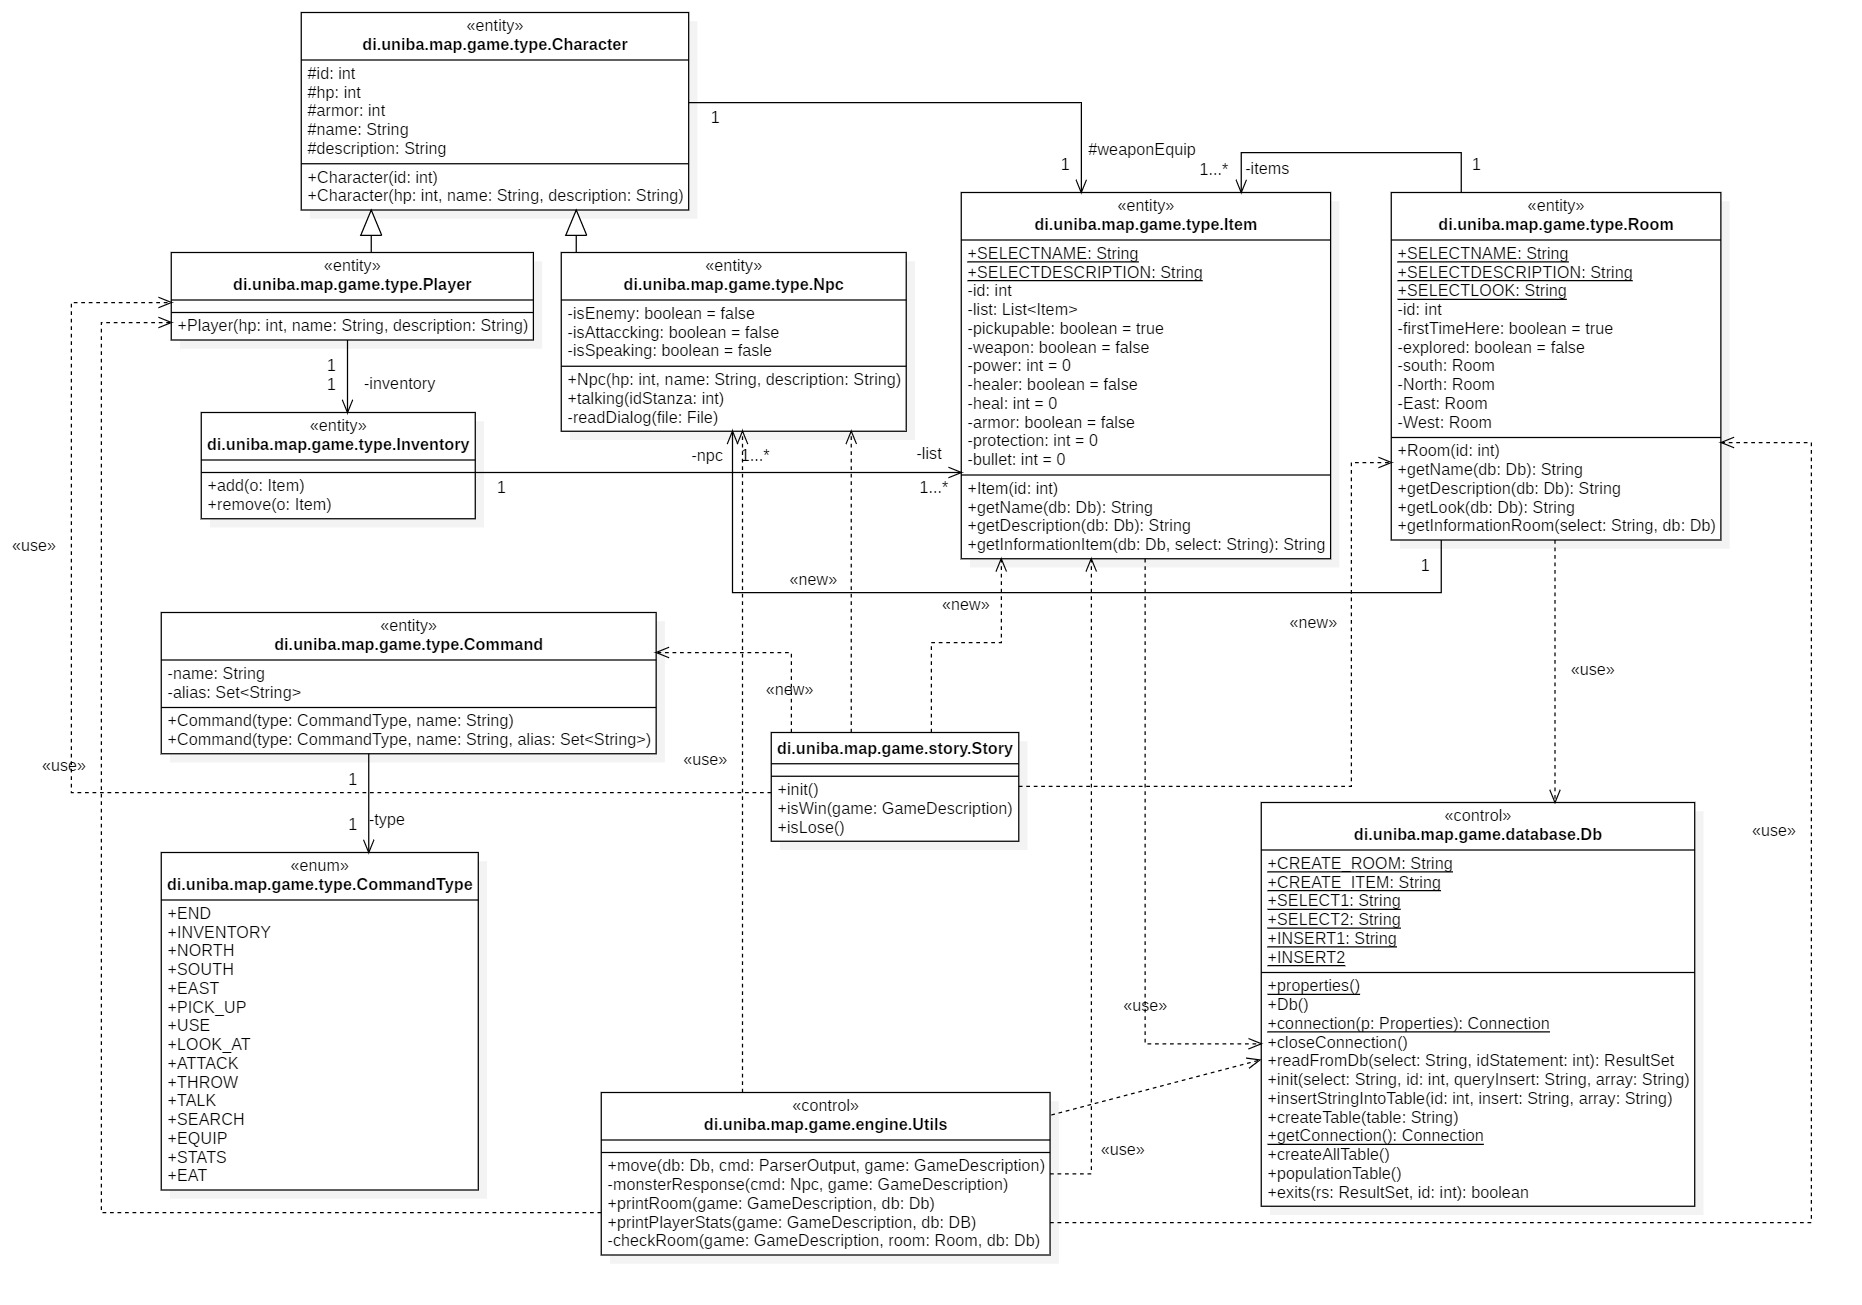 «entity»
di.uniba.map.game.type.Character
#id: int
#hp: int
#armor: int
#name: String
#description: String
+Character(id: int)
+Character(hp: int, name: String, description: String)
1
1
#weaponEquip
1...*
-items
1
«entity»
di.uniba.map.game.type.Player
+Player(hp: int, name: String, description: String)
1
1
-inventory
«entity»
di.uniba.map.game.type.Npc
-isEnemy: boolean = false
-isAttaccking: boolean = false
-isSpeaking: boolean = fasle
+Npc(hp: int, name: String, description: String)
+talking(idStanza: int)
-readDialog(file: File)
-npc
1...*
«entity»
di.uniba.map.game.type.Item
+SELECTNAME: String
+SELECTDESCRIPTION: String
-id: int
-list: List<Item>
-pickupable: boolean = true
-weapon: boolean = false
-power: int = 0
-healer: boolean = false
-heal: int = 0
-armor: boolean = false
-protection: int = 0
-bullet: int = 0
+Item(id: int)
+getName(db: Db): String
+getDescription(db: Db): String
+getInformationItem(db: Db, select: String): String
«entity»
di.uniba.map.game.type.Room
+SELECTNAME: String
+SELECTDESCRIPTION: String
+SELECTLOOK: String
-id: int
-firstTimeHere: boolean = true
-explored: boolean = false
-south: Room
-North: Room
-East: Room
-West: Room
+Room(id: int)
+getName(db: Db): String
+getDescription(db: Db): String
+getLook(db: Db): String
+getInformationRoom(select: String, db: Db)
1
«entity»
di.uniba.map.game.type.Inventory
+add(o: Item)
+remove(o: Item)
1
-list
1...*
«use»
«new»
«new»
«new»
«use»
«entity»
di.uniba.map.game.type.Command
-name: String
-alias: Set<String>
+Command(type: CommandType, name: String)
+Command(type: CommandType, name: String, alias: Set<String>)
«new»
«use»
1
1
-type
«use»
di.uniba.map.game.story.Story
+init()
+isWin(game: GameDescription)
+isLose()
«use»
«enum»
di.uniba.map.game.type.CommandType
+END
+INVENTORY
+NORTH
+SOUTH
+EAST
+PICK_UP
+USE
+LOOK_AT
+ATTACK
+THROW
+TALK
+SEARCH
+EQUIP
+STATS
+EAT
«control»
di.uniba.map.game.database.Db
+CREATE_ROOM: String
+CREATE_ITEM: String
+SELECT1: String
+SELECT2: String
+INSERT1: String
+INSERT2
+properties()
+Db()
+connection(p: Properties): Connection
+closeConnection()
+readFromDb(select: String, idStatement: int): ResultSet
+init(select: String, id: int, queryInsert: String, array: String)
+insertStringIntoTable(id: int, insert: String, array: String)
+createTable(table: String)
+getConnection(): Connection
+createAllTable()
+populationTable()
+exits(rs: ResultSet, id: int): boolean
«use»
«use»
«control»
di.uniba.map.game.engine.Utils
+move(db: Db, cmd: ParserOutput, game: GameDescription)
-monsterResponse(cmd: Npc, game: GameDescription)
+printRoom(game: GameDescription, db: Db)
+printPlayerStats(game: GameDescription, db: DB)
-checkRoom(game: GameDescription, room: Room, db: Db)